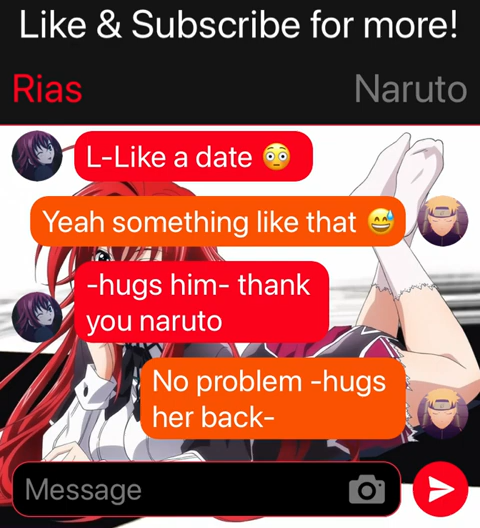 Like & Subscribe for more!
Rias
Naruto
L-Like a date 😳
Yeah something like that 😅
-hugs him- thank
you naruto
No problem -hugs
her back-
Message